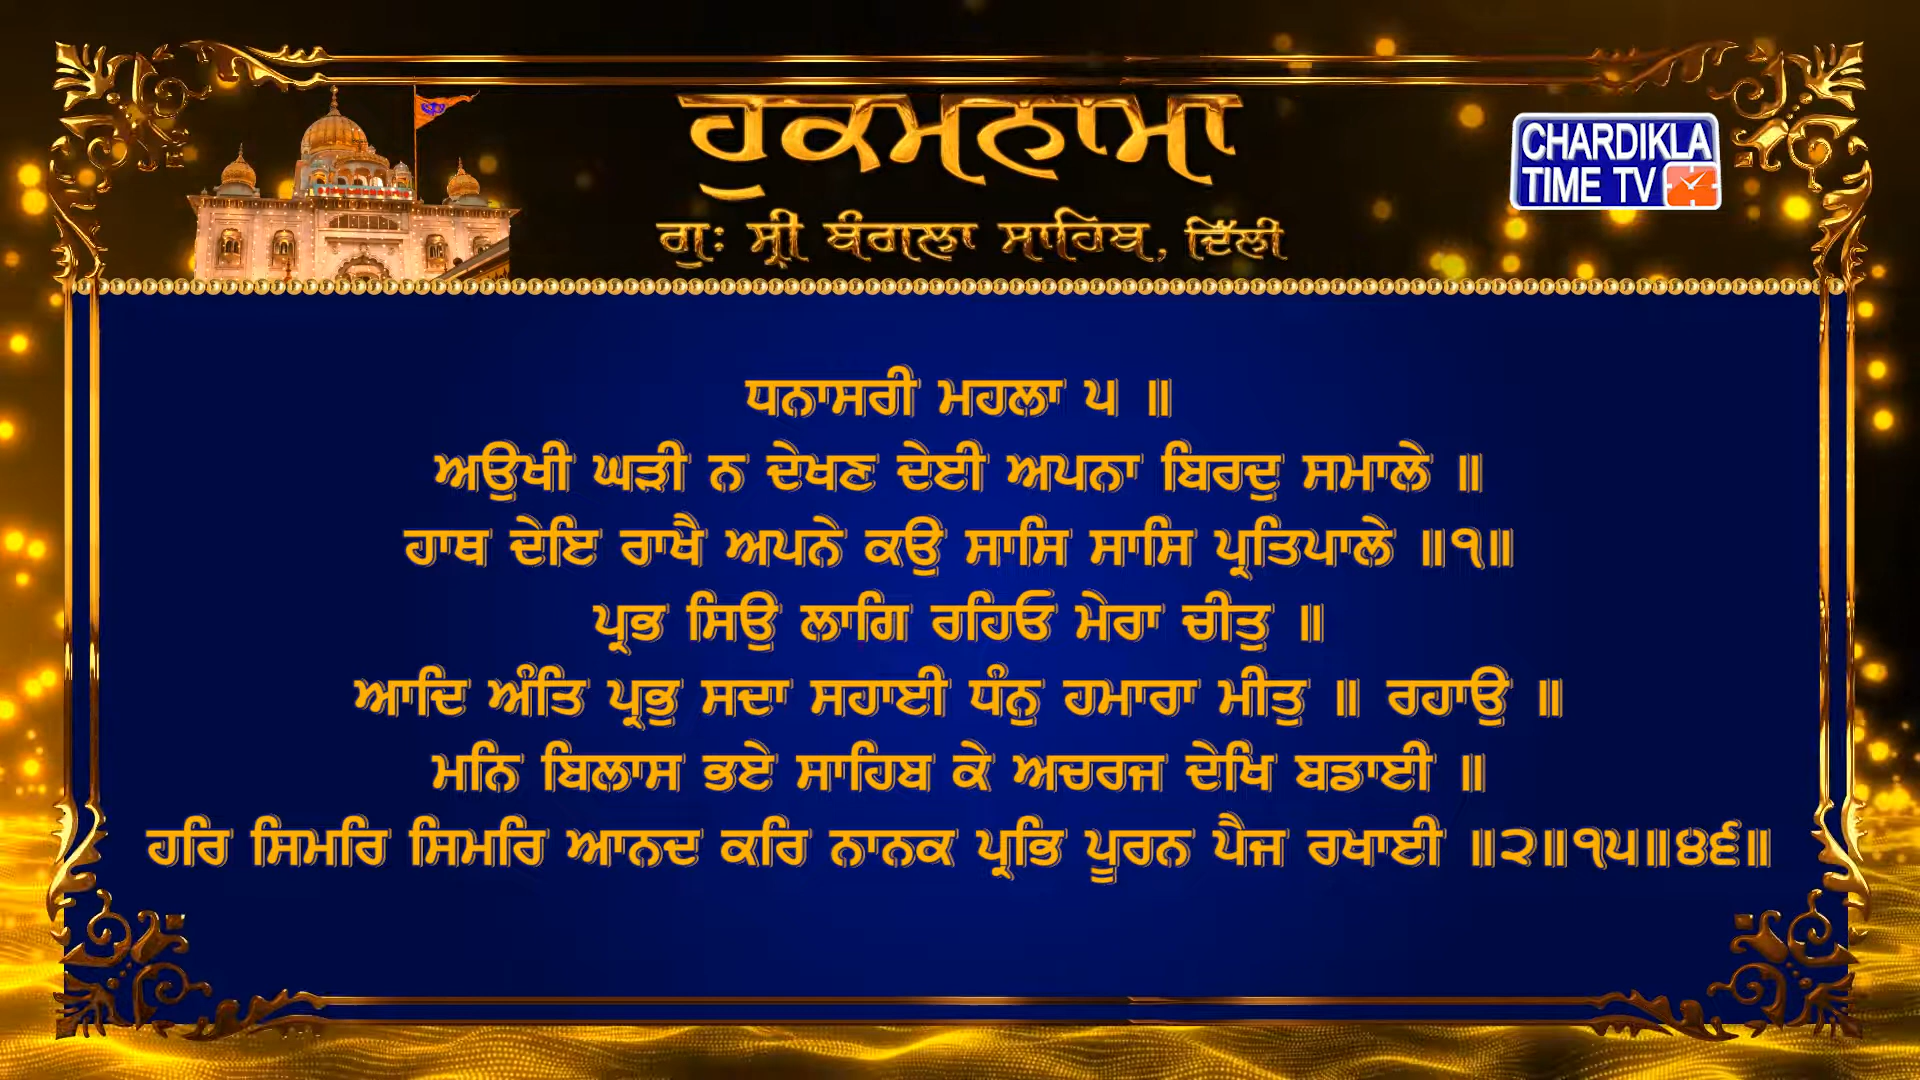 ਹੁਕਮਨਾਮਾ
ਗੁਃ ਸ੍ਰੀ ਬੰਗਲਾ ਸਾਹਿਬ, ਦਿੱਲੀ
CHARDIKLA
TIME TV
ਧਨਾਸਰੀ ਮਹਲਾ ੫ ॥
ਅਉਖੀ ਘੜੀ ਨ ਦੇਖਣ ਦੇਈ ਅਪਨਾ ਬਿਰਦੁ ਸਮਾਲੇ ॥
ਹਾਥ ਦੇਇ ਰਾਖੈ ਅਪਨੇ ਕਉ ਸਾਸਿ ਸਾਸਿ ਪ੍ਰਤਿਪਾਲੇ ॥੧॥
ਪ੍ਰਭ ਸਿਉ ਲਾਗਿ ਰਹਿਓ ਮੇਰਾ ਚੀਤੁ ॥
ਆਦਿ ਅੰਤਿ ਪ੍ਰਭੁ ਸਦਾ ਸਹਾਈ ਧੰਨੁ ਹਮਾਰਾ ਮੀਤੁ ॥ ਰਹਾਉ ॥
ਮਨਿ ਬਿਲਾਸ ਭਏ ਸਾਹਿਬ ਕੇ ਅਚਰਜ ਦੇਖਿ ਬਡਾਈ ॥
ਹਰਿ ਸਿਮਰਿ ਸਿਮਰਿ ਆਨਦ ਕਰਿ ਨਾਨਕ ਪ੍ਰਭਿ ਪੂਰਨ ਪੈਜ ਰਖਾਈ ॥੨॥੧੫॥੪੬॥